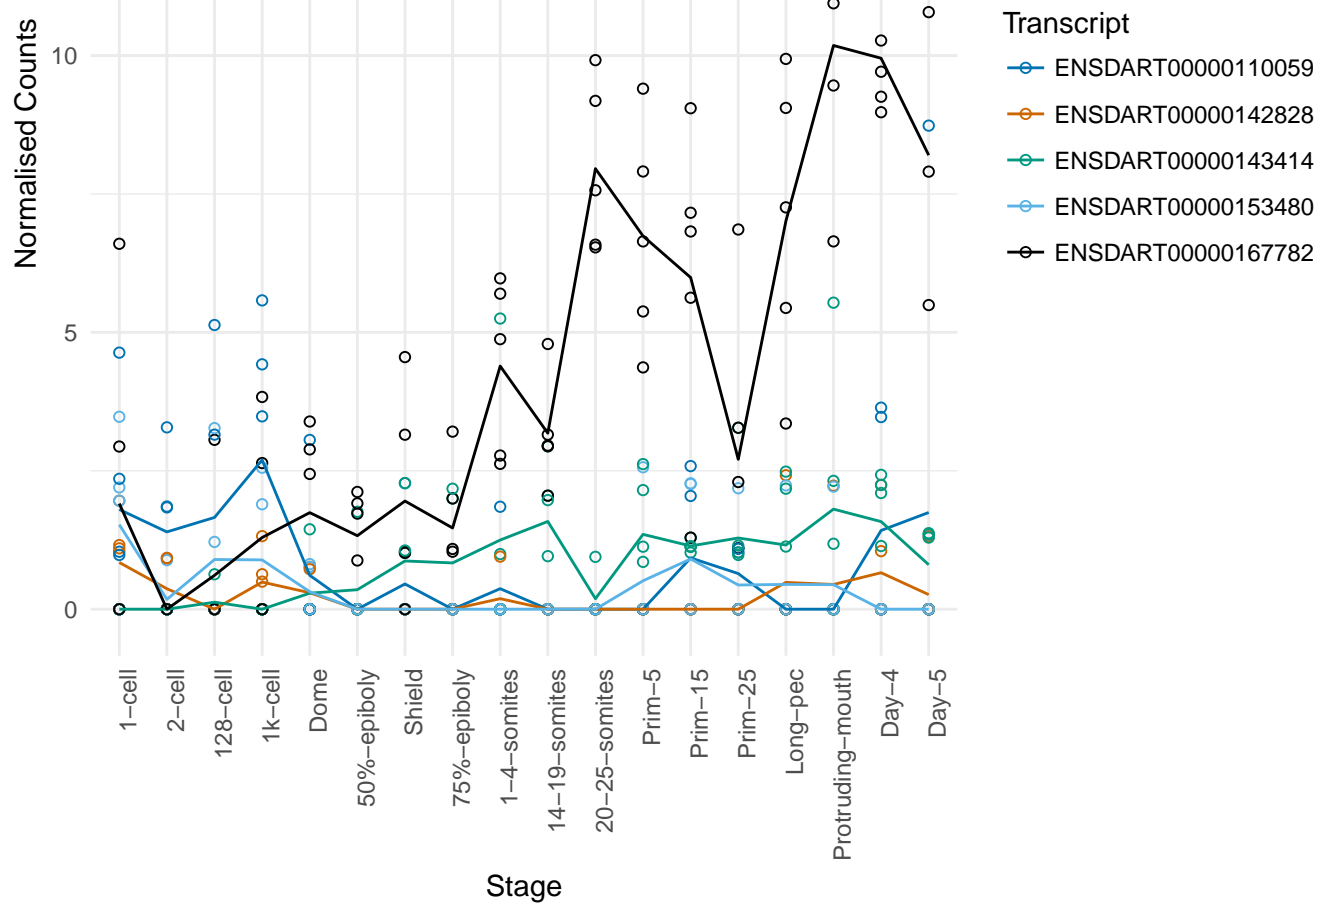 Normalised Counts
10
5
0
1−cell
2−cell
128−cell
1k−cell
Dome
50%−epiboly
Shield
75%−epiboly
1−4−somites
14−19−somites
20−25−somites
Prim−5
Prim−15
Prim−25
Long−pec
Protruding−mouth
Day−4
Day−5
Stage
Transcript
ENSDART00000110059
ENSDART00000142828
ENSDART00000143414
ENSDART00000153480
ENSDART00000167782